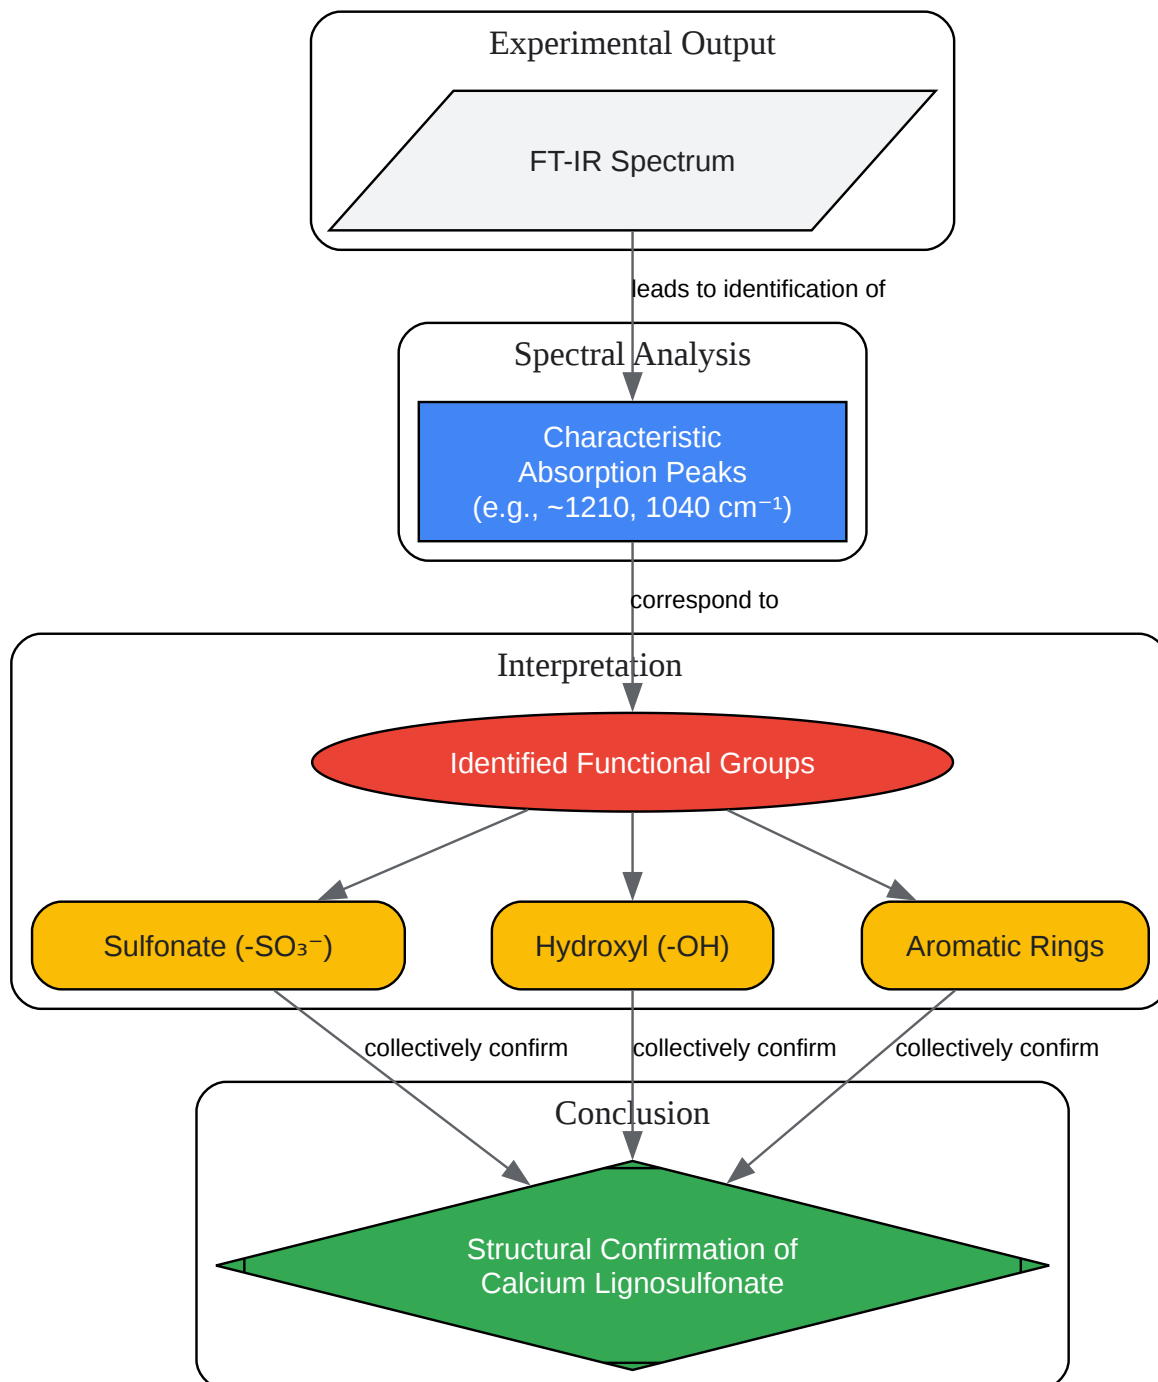 Experimental Output
FT-IR Spectrum
leads to identification of
Spectral Analysis
Characteristic
Absorption Peaks
(e.g., ~1210, 1040 cm⁻¹)
correspond to
Interpretation
Identified Functional Groups
Sulfonate (-SO₃⁻)
Hydroxyl (-OH)
Aromatic Rings
collectively confirm
collectively confirm
collectively confirm
Conclusion
Structural Confirmation of
Calcium Lignosulfonate